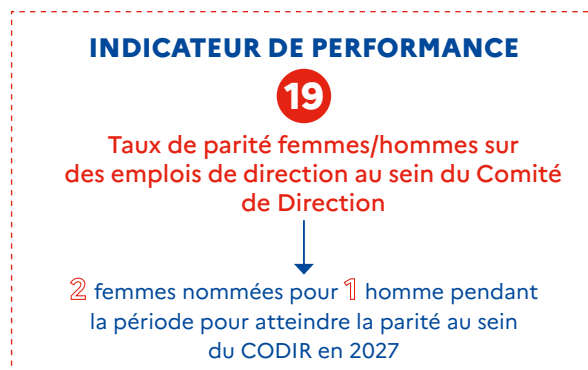 INDICATEUR DE PERFORMANCE
19
Taux de parité femmes/hommes sur
des emplois de direction au sein du Comité
de Direction
2 femmes nommées pour 1 homme pendant
la période pour atteindre la parité au sein
du CODIR en 2027